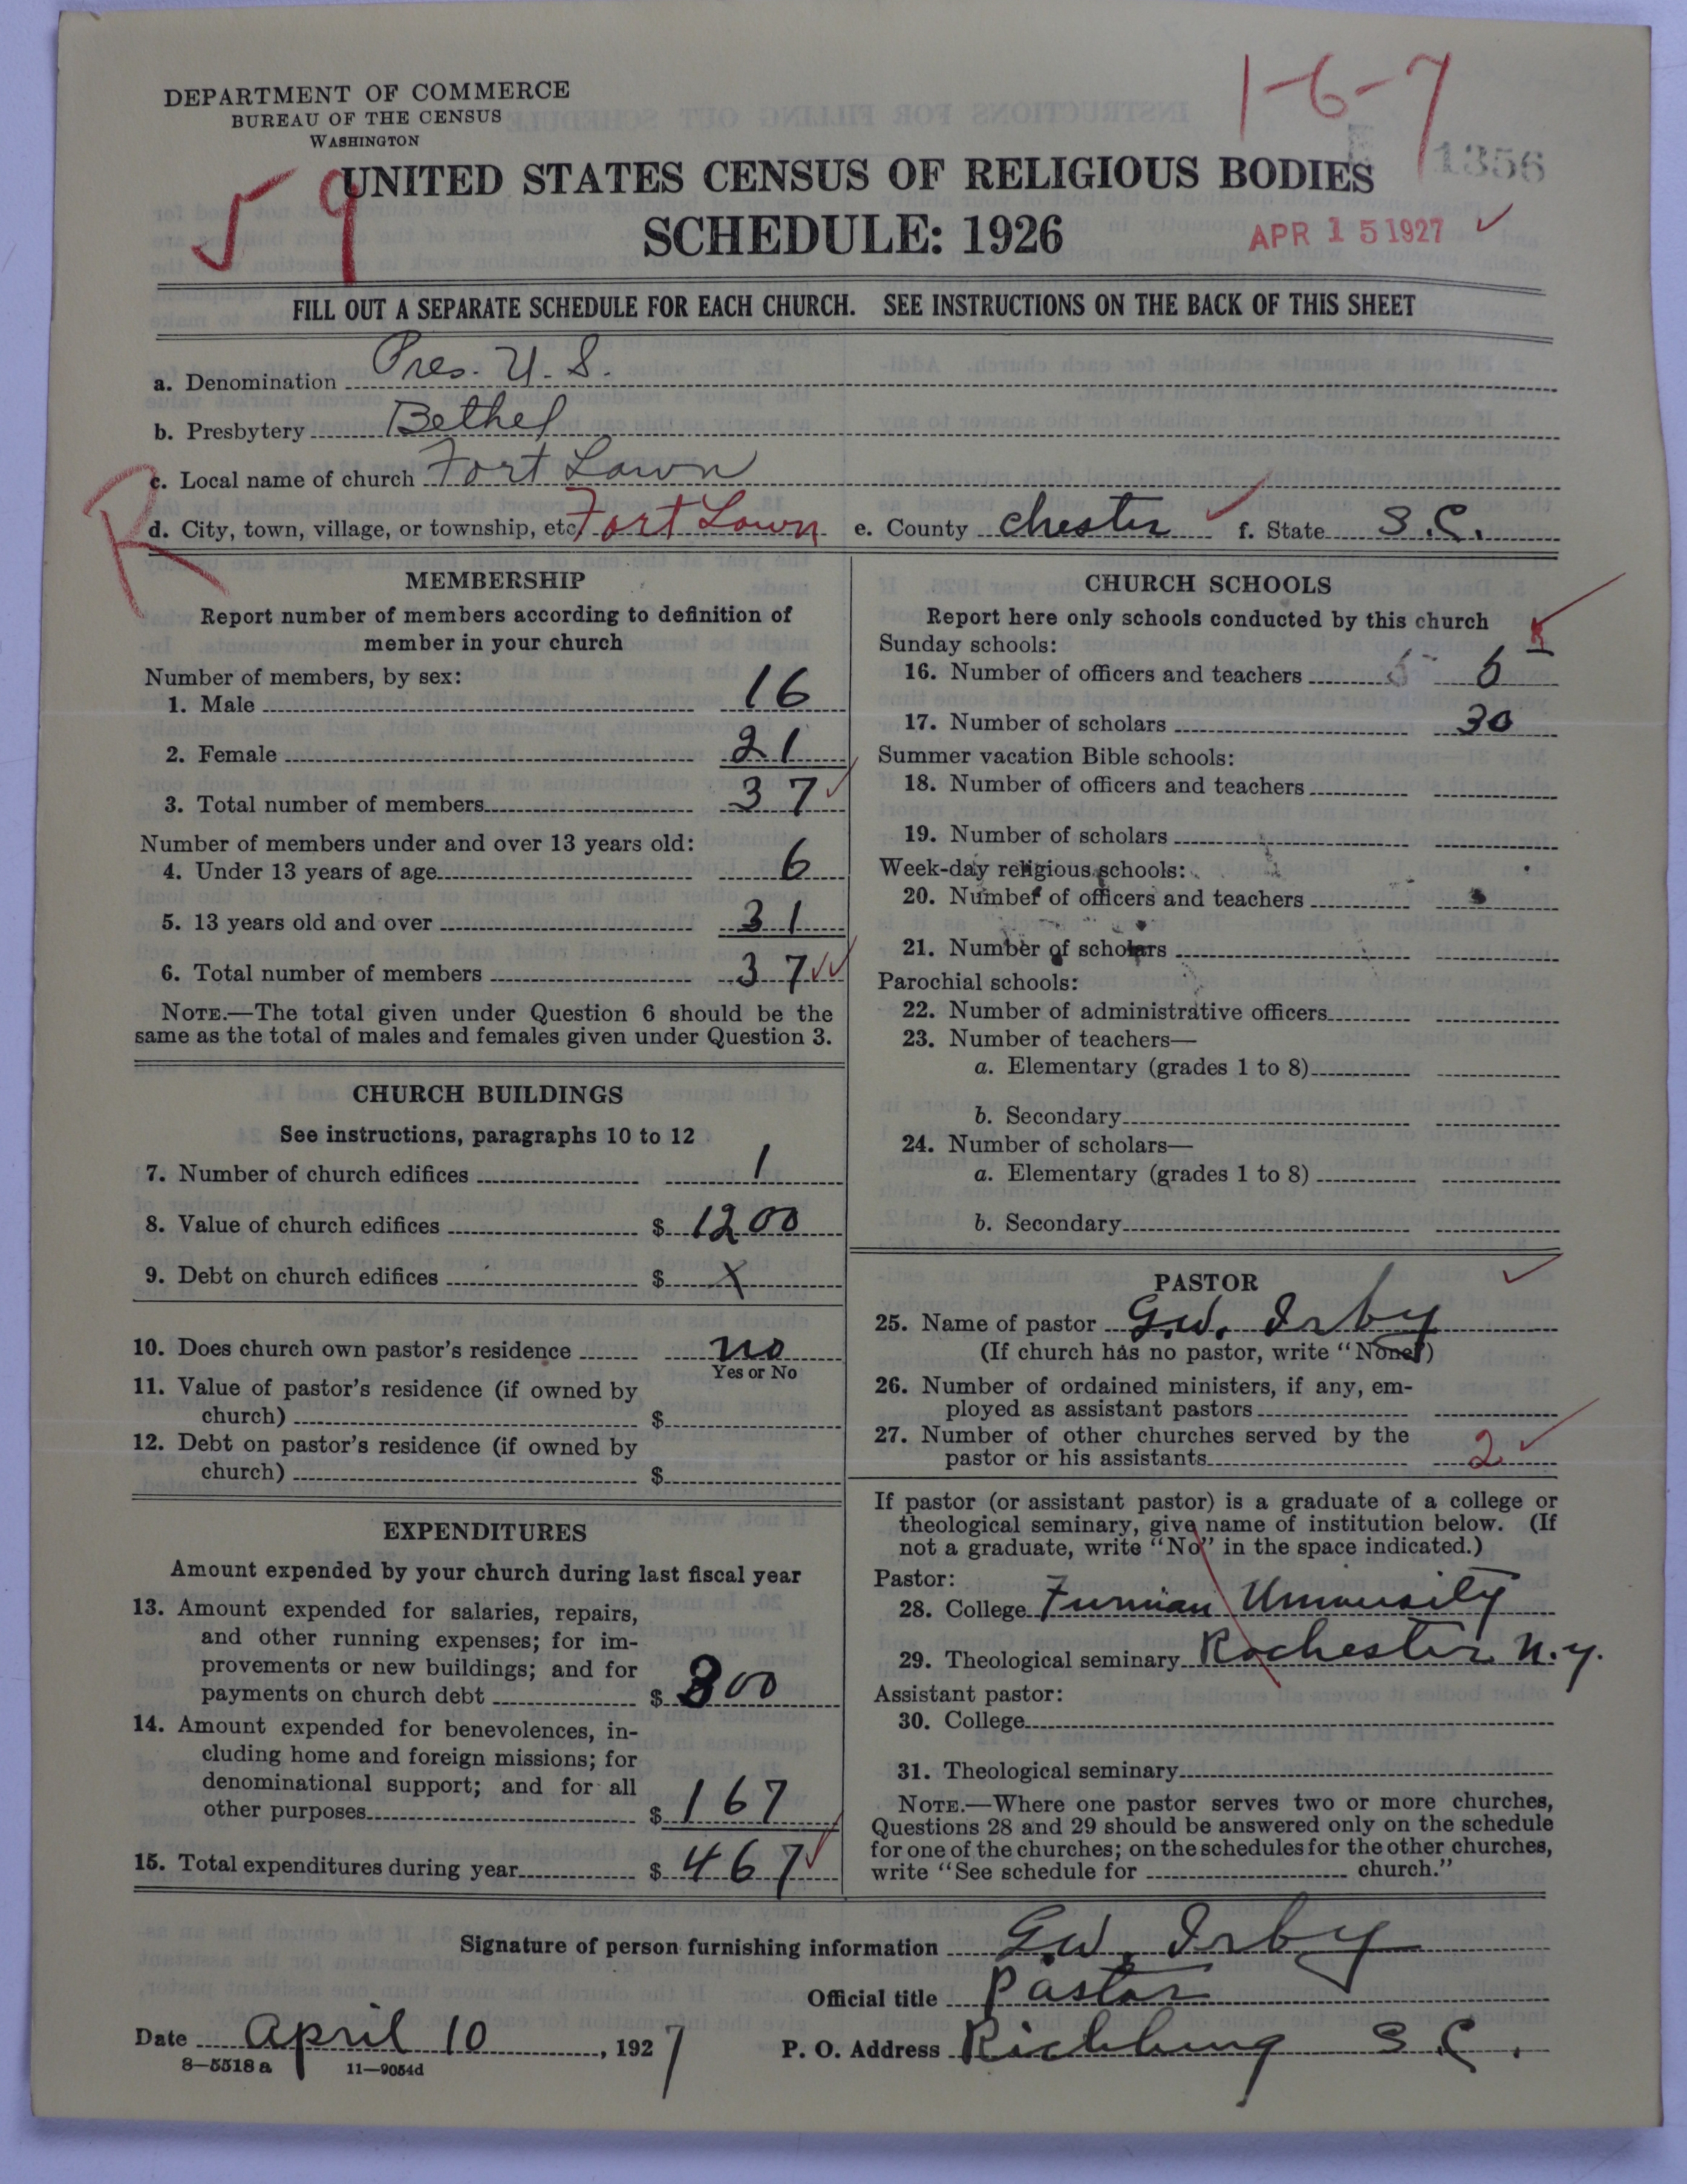 DEPARTMENT OF COMMERCE
BUREAU OF THE CENSUS
WASHINGTON
1-6-7
1356
59
UNITED STATES CENSUS OF RELIGIOUS BODIES
SCHEDULE: 1926
APR 15 1927 ✓
FILL OUT A SEPARATE SCHEDULE FOR EACH CHURCH. SEE INSTRUCTIONS ON THE BACK OF THIS SHEET
a. Denomination Pres. U. S.
b. Presbytery Bethel
c. Local name of church Fort Lawn
R
d. City, town, village, or township, etc. Fort Lawn e. County Chester f. State S.C.
MEMBERSHIP
Report number of members according to definition of
member in your church
Number of members, by sex:
1. Male 16
2. Female 21
3. Total number of members 37
Number of members under and over 13 years old:
4. Under 13 years of age 6
5. 13 years old and over 31
6. Total number of members 37
NOTE.—The total given under Question 6 should be the
same as the total of males and females given under Question 3.
CHURCH BUILDINGS
See instructions, paragraphs 10 to 12
7. Number of church edifices 1
8. Value of church edifices $ 1200
9. Debt on church edifices $ X
10. Does church own pastor's residence no
Yes or No
11. Value of pastor's residence (if owned by
church) $
12. Debt on pastor's residence (if owned by
church) $
EXPENDITURES
Amount expended by your church during last fiscal year
13. Amount expended for salaries, repairs,
and other running expenses; for im-
provements or new buildings; and for
payments on church debt $ 300
14. Amount expended for benevolences, in-
cluding home and foreign missions; for
denominational support; and for all
other purposes $ 167
15. Total expenditures during year $ 467
CHURCH SCHOOLS
Report here only schools conducted by this church
Sunday schools:
16. Number of officers and teachers 6
17. Number of scholars 30
Summer vacation Bible schools:
18. Number of officers and teachers
19. Number of scholars
Week-day religious schools:
20. Number of officers and teachers
21. Number of scholars
Parochial schools:
22. Number of administrative officers
23. Number of teachers—
a. Elementary (grades 1 to 8)
b. Secondary
24. Number of scholars—
a. Elementary (grades 1 to 8)
b. Secondary
PASTOR
25. Name of pastor G.W. Irby
(If church has no pastor, write "None")
26. Number of ordained ministers, if any, em-
ployed as assistant pastors
27. Number of other churches served by the
pastor or his assistants 2
If pastor (or assistant pastor) is a graduate of a college or
theological seminary, give name of institution below. (If
not a graduate, write "No" in the space indicated.)
Pastor:
28. College Furman University
29. Theological seminary Rochester N.Y.
Assistant pastor:
30. College
31. Theological seminary
NOTE.—Where one pastor serves two or more churches,
Questions 28 and 29 should be answered only on the schedule
for one of the churches; on the schedules for the other churches,
write "See schedule for church."
Signature of person furnishing information G.W. Irby
Official title Pastor
Date April 10, 1927 P. O. Address Richburg S.C.
8—5518 a 11—9054d